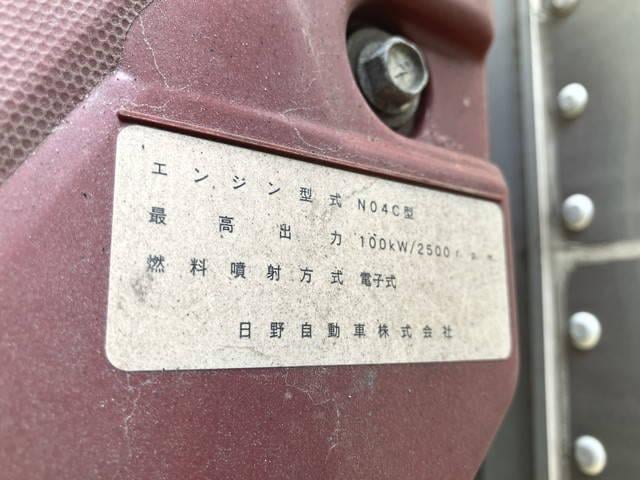 エンジン型式 N04C型
最高出力 100kW/2500r.p.m
燃料噴射方式 電子式
日野自動車株式会社